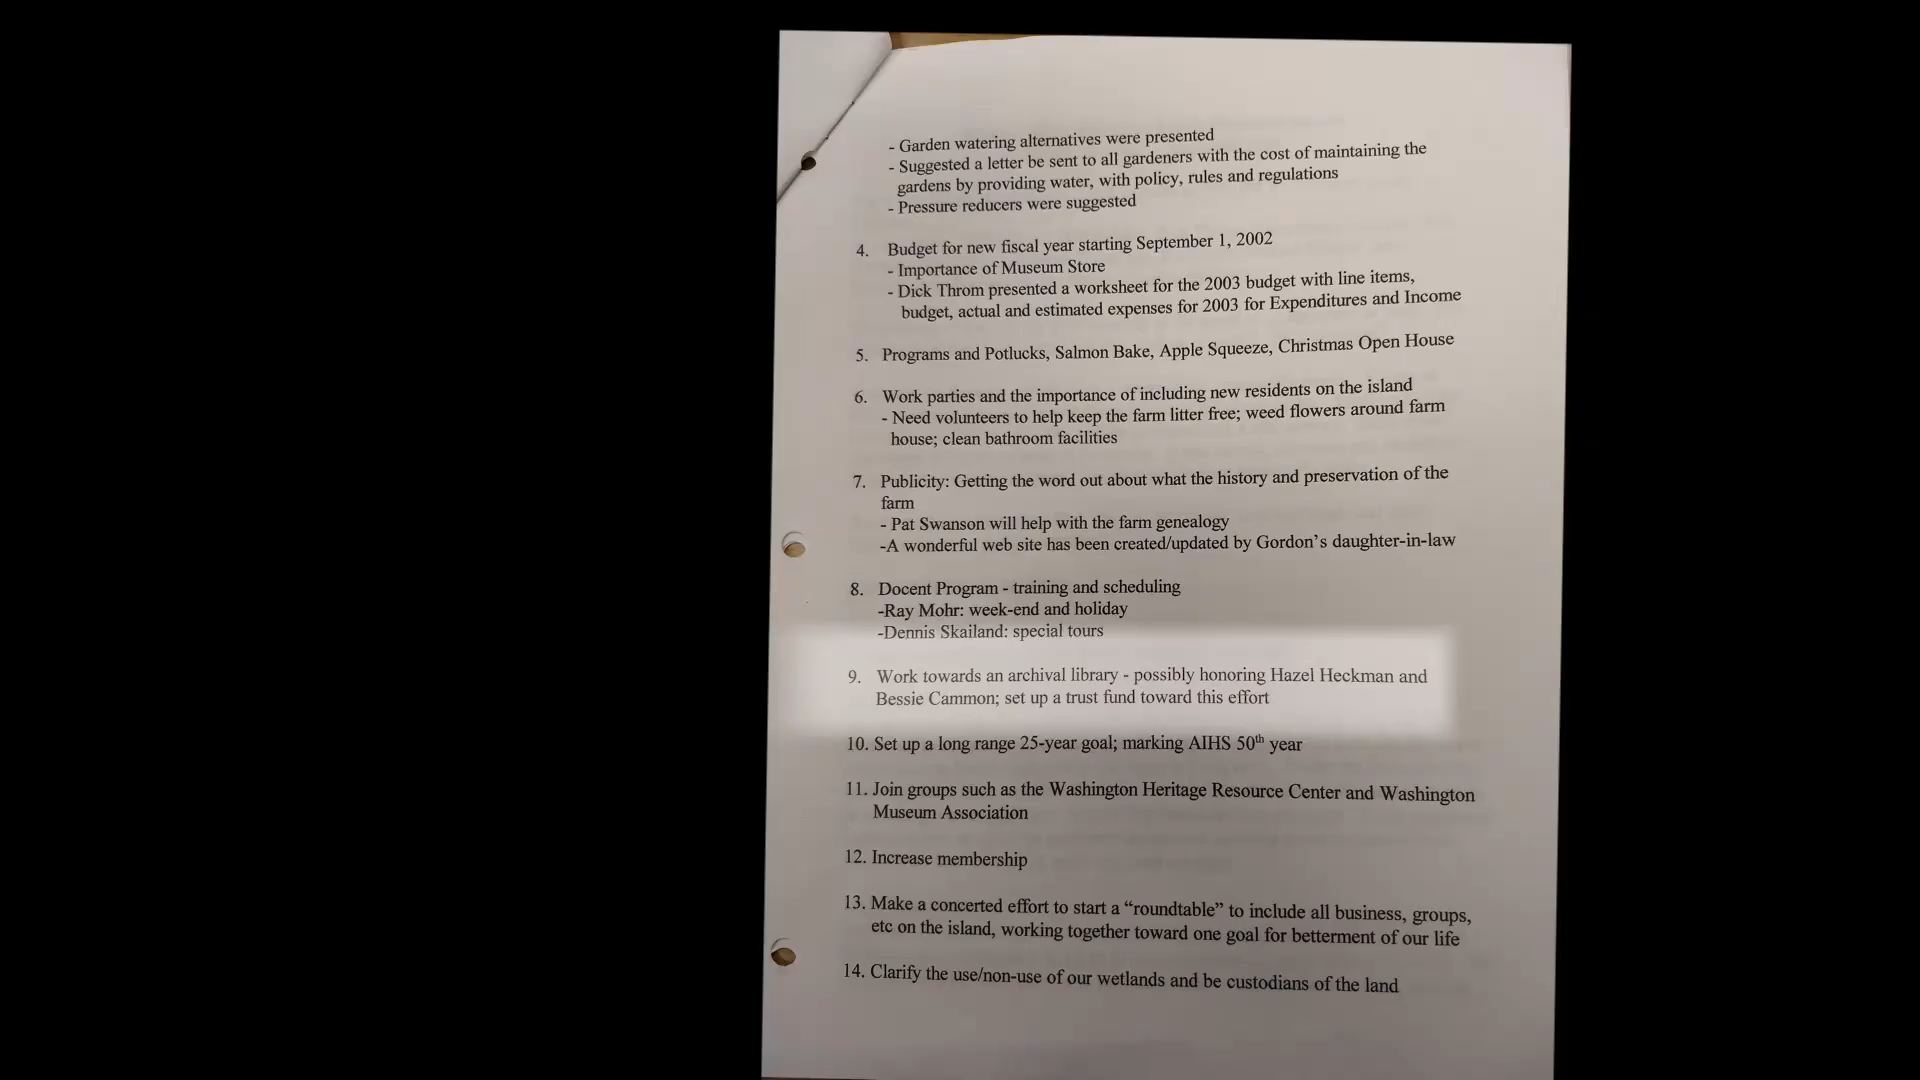 - Garden watering alternatives were presented
- Suggested a letter be sent to all gardeners with the cost of maintaining the
gardens by providing water, with policy, rules and regulations
- Pressure reducers were suggested
4. Budget for new fiscal year starting September 1, 2002
- Importance of Museum Store
- Dick Throm presented a worksheet for the 2003 budget with line items,
budget, actual and estimated expenses for 2003 for Expenditures and Income
5. Programs and Potlucks, Salmon Bake, Apple Squeeze, Christmas Open House
6. Work parties and the importance of including new residents on the island
- Need volunteers to help keep the farm litter free; weed flowers around farm
house; clean bathroom facilities
7. Publicity: Getting the word out about what the history and preservation of the
farm
- Pat Swanson will help with the farm genealogy
-A wonderful web site has been created/updated by Gordon's daughter-in-law
8. Docent Program - training and scheduling
-Ray Mohr: week-end and holiday
-Dennis Skailand: special tours
9. Work towards an archival library - possibly honoring Hazel Heckman and
Bessie Cammon; set up a trust fund toward this effort
10. Set up a long range 25-year goal; marking AIHS 50th year
11. Join groups such as the Washington Heritage Resource Center and Washington
Museum Association
12. Increase membership
13. Make a concerted effort to start a “roundtable” to include all business, groups,
etc on the island, working together toward one goal for betterment of our life
14. Clarify the use/non-use of our wetlands and be custodians of the land